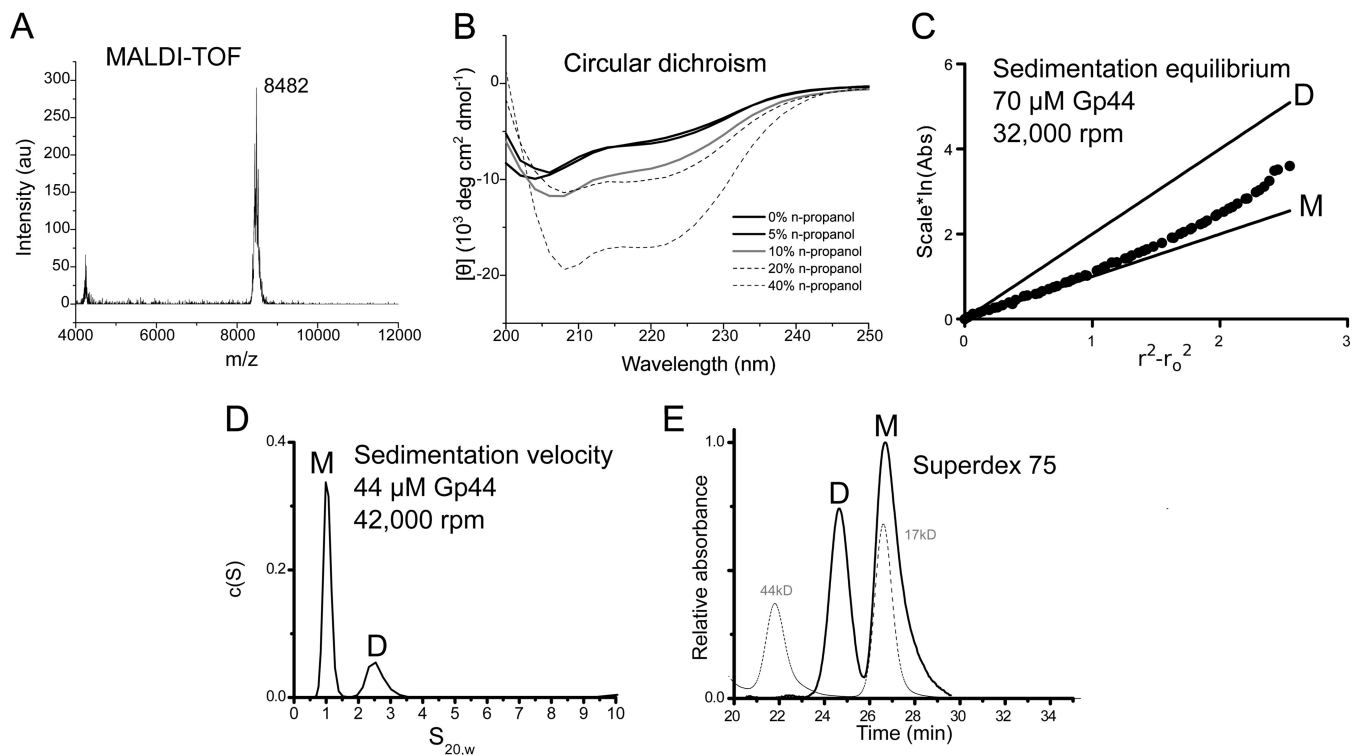 A
MALDI-TOF
8482
300
250
200
150
100
50
0
4000
6000
8000
10000
12000
Intensity (au)
m/z
B
Circular dichroism
0
-10
-20
200
210
220
230
240
250
[θ] (10³ deg cm² dmol⁻¹)
Wavelength (nm)
0% n-propanol
5% n-propanol
10% n-propanol
20% n-propanol
40% n-propanol
C
Sedimentation equilibrium
70 µM Gp44
32,000 rpm
D
M
6
4
2
0
0
1
2
3
Scale*ln(Abs)
r²-rₒ²
D
Sedimentation velocity
44 µM Gp44
42,000 rpm
M
D
0.4
0.2
0.0
0 1 2 3 4 5 6 7 8 9 10
c(S)
S20,w
E
Superdex 75
M
D
44kD
17kD
1.0
0.0
20 22 24 26 28 30 32 34
Relative absorbance
Time (min)